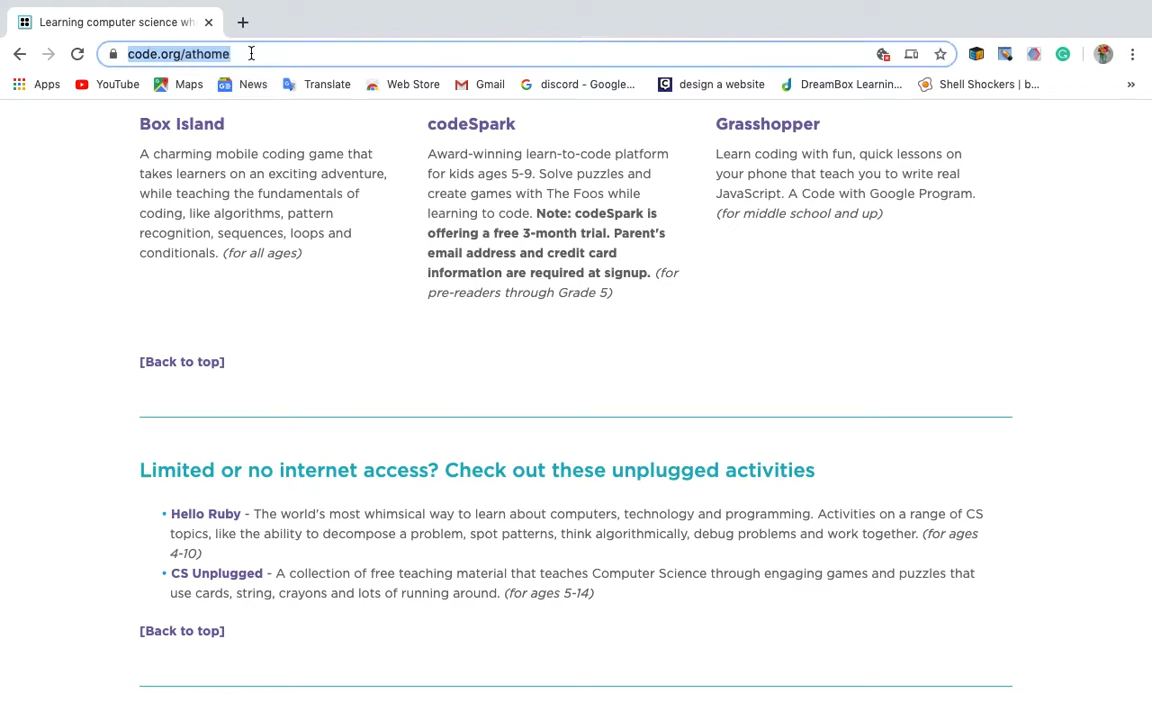 Learning computer science wh
code.org/athome
Apps YouTube Maps News Translate Web Store Gmail discord - Google... design a website DreamBox Learnin... Shell Shockers | b... »
Box Island
A charming mobile coding game that
takes learners on an exciting adventure,
while teaching the fundamentals of
coding, like algorithms, pattern
recognition, sequences, loops and
conditionals. (for all ages)
codeSpark
Award-winning learn-to-code platform
for kids ages 5-9. Solve puzzles and
create games with The Foos while
learning to code. Note: codeSpark is
offering a free 3-month trial. Parent's
email address and credit card
information are required at signup. (for
pre-readers through Grade 5)
Grasshopper
Learn coding with fun, quick lessons on
your phone that teach you to write real
JavaScript. A Code with Google Program.
(for middle school and up)
[Back to top]
Limited or no internet access? Check out these unplugged activities
• Hello Ruby - The world's most whimsical way to learn about computers, technology and programming. Activities on a range of CS
topics, like the ability to decompose a problem, spot patterns, think algorithmically, debug problems and work together. (for ages
4-10)
• CS Unplugged - A collection of free teaching material that teaches Computer Science through engaging games and puzzles that
use cards, string, crayons and lots of running around. (for ages 5-14)
[Back to top]